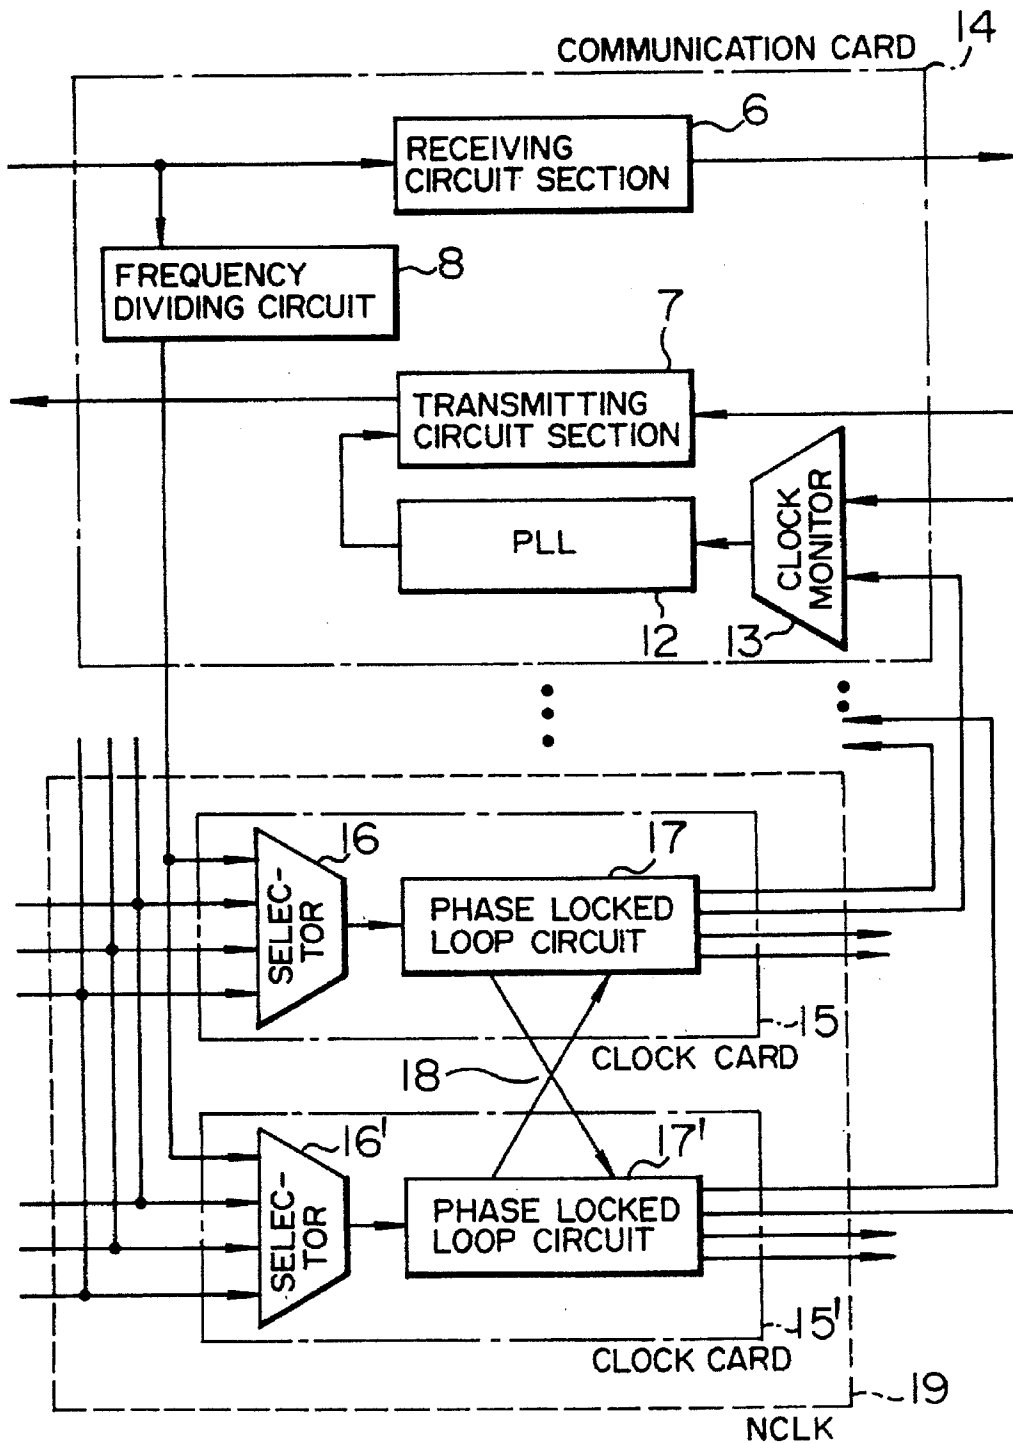 COMMUNICATION CARD
14
RECEIVING
CIRCUIT SECTION
6
FREQUENCY
DIVIDING CIRCUIT
8
7
TRANSMITTING
CIRCUIT SECTION
PLL
12
CLOCK
MONITOR
13
16
SELEC-
TOR
17
PHASE LOCKED
LOOP CIRCUIT
15
CLOCK CARD
18
16'
SELEC-
TOR
17'
PHASE LOCKED
LOOP CIRCUIT
15'
CLOCK CARD
19
NCLK